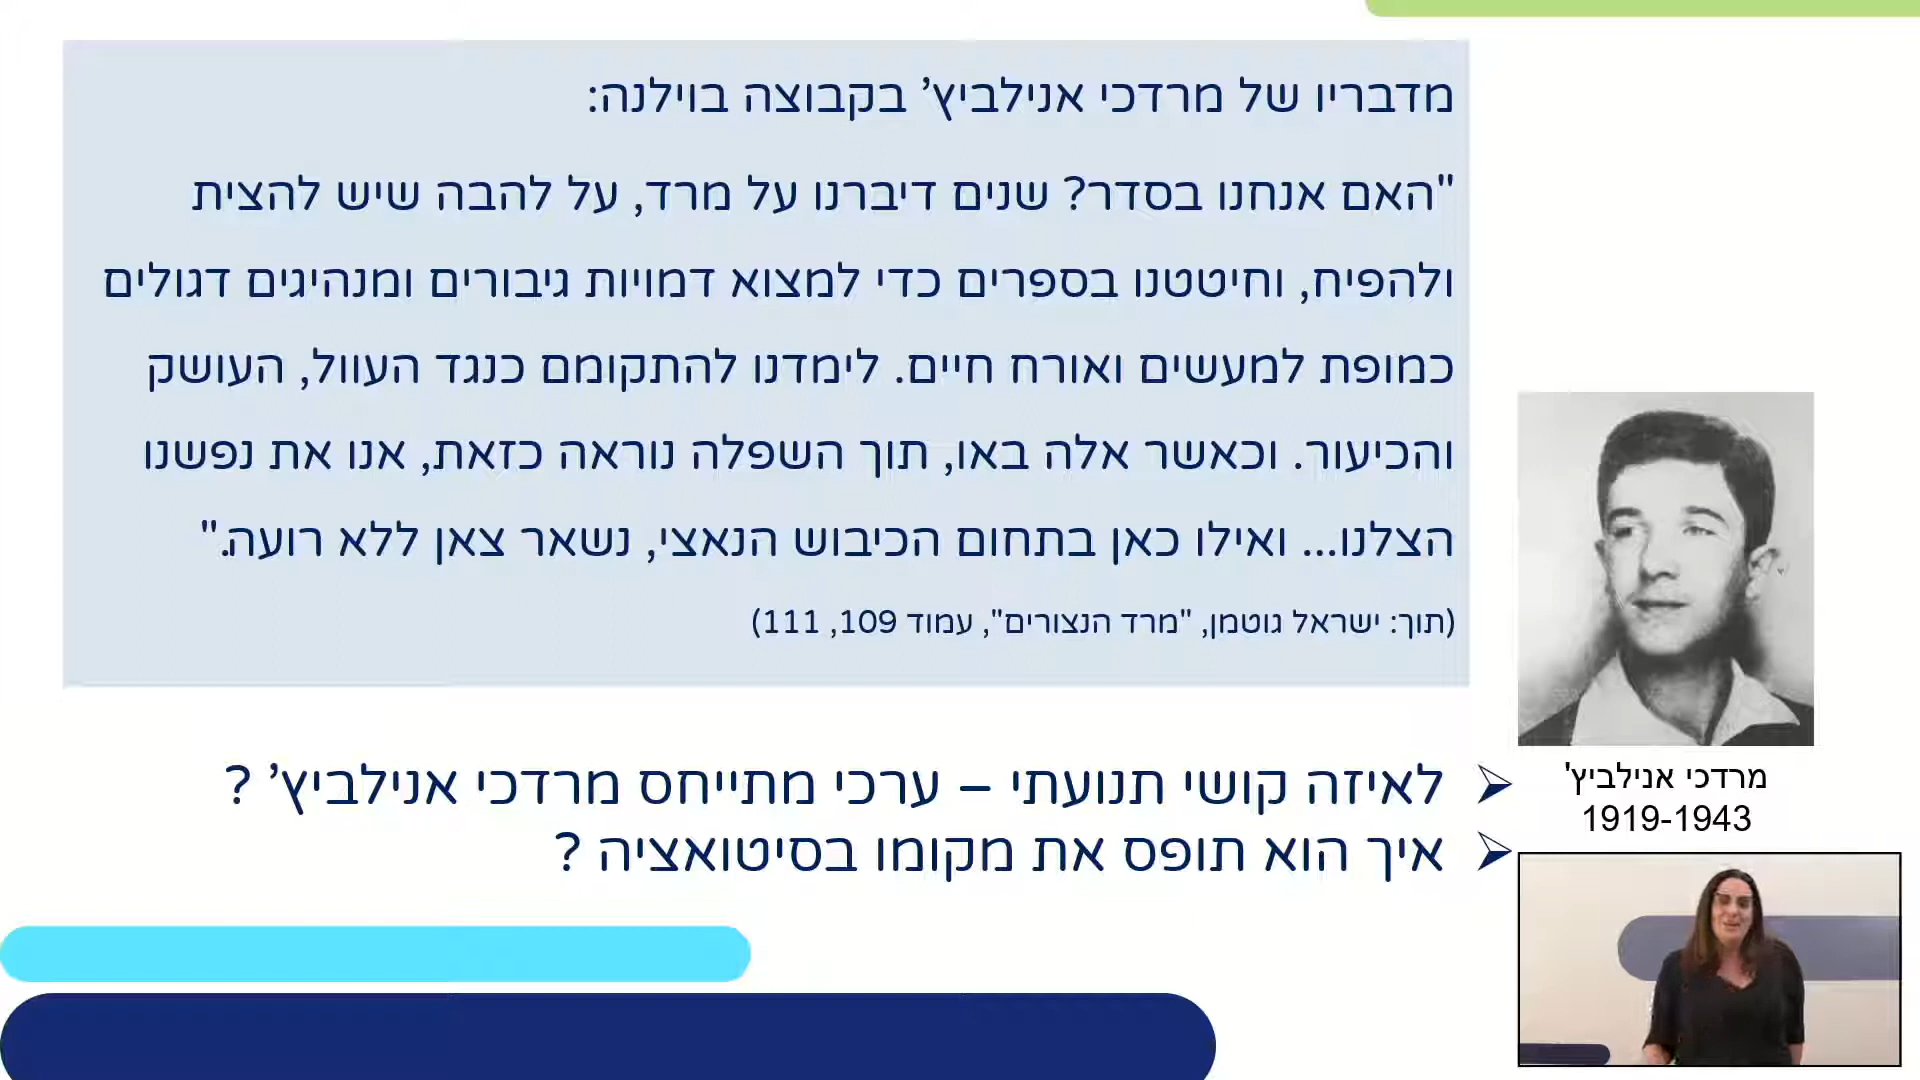 מדבריו של מרדכי אנילביץ' בקבוצה בוילנה:
"האם אנחנו בסדר? שנים דיברנו על מרד, על להבה שיש להצית
ולהפיח, וחיטטנו בספרים כדי למצוא דמויות גיבורים ומנהיגים דגולים
כמופת למעשים ואורח חיים. לימדנו להתקומם כנגד העוול, העושק
והכיעור. וכאשר אלה באו, תוך השפלה נוראה כזאת, אנו את נפשנו
הצלנו... ואילו כאן בתחום הכיבוש הנאצי, נשאר צאן ללא רועה."
(תוך: ישראל גוטמן, "מרד הנצורים", עמוד 109, 111)
מרדכי אנילביץ'
1919-1943
➢ לאיזה קושי תנועתי – ערכי מתייחס מרדכי אנילביץ' ?
➢ איך הוא תופס את מקומו בסיטואציה ?